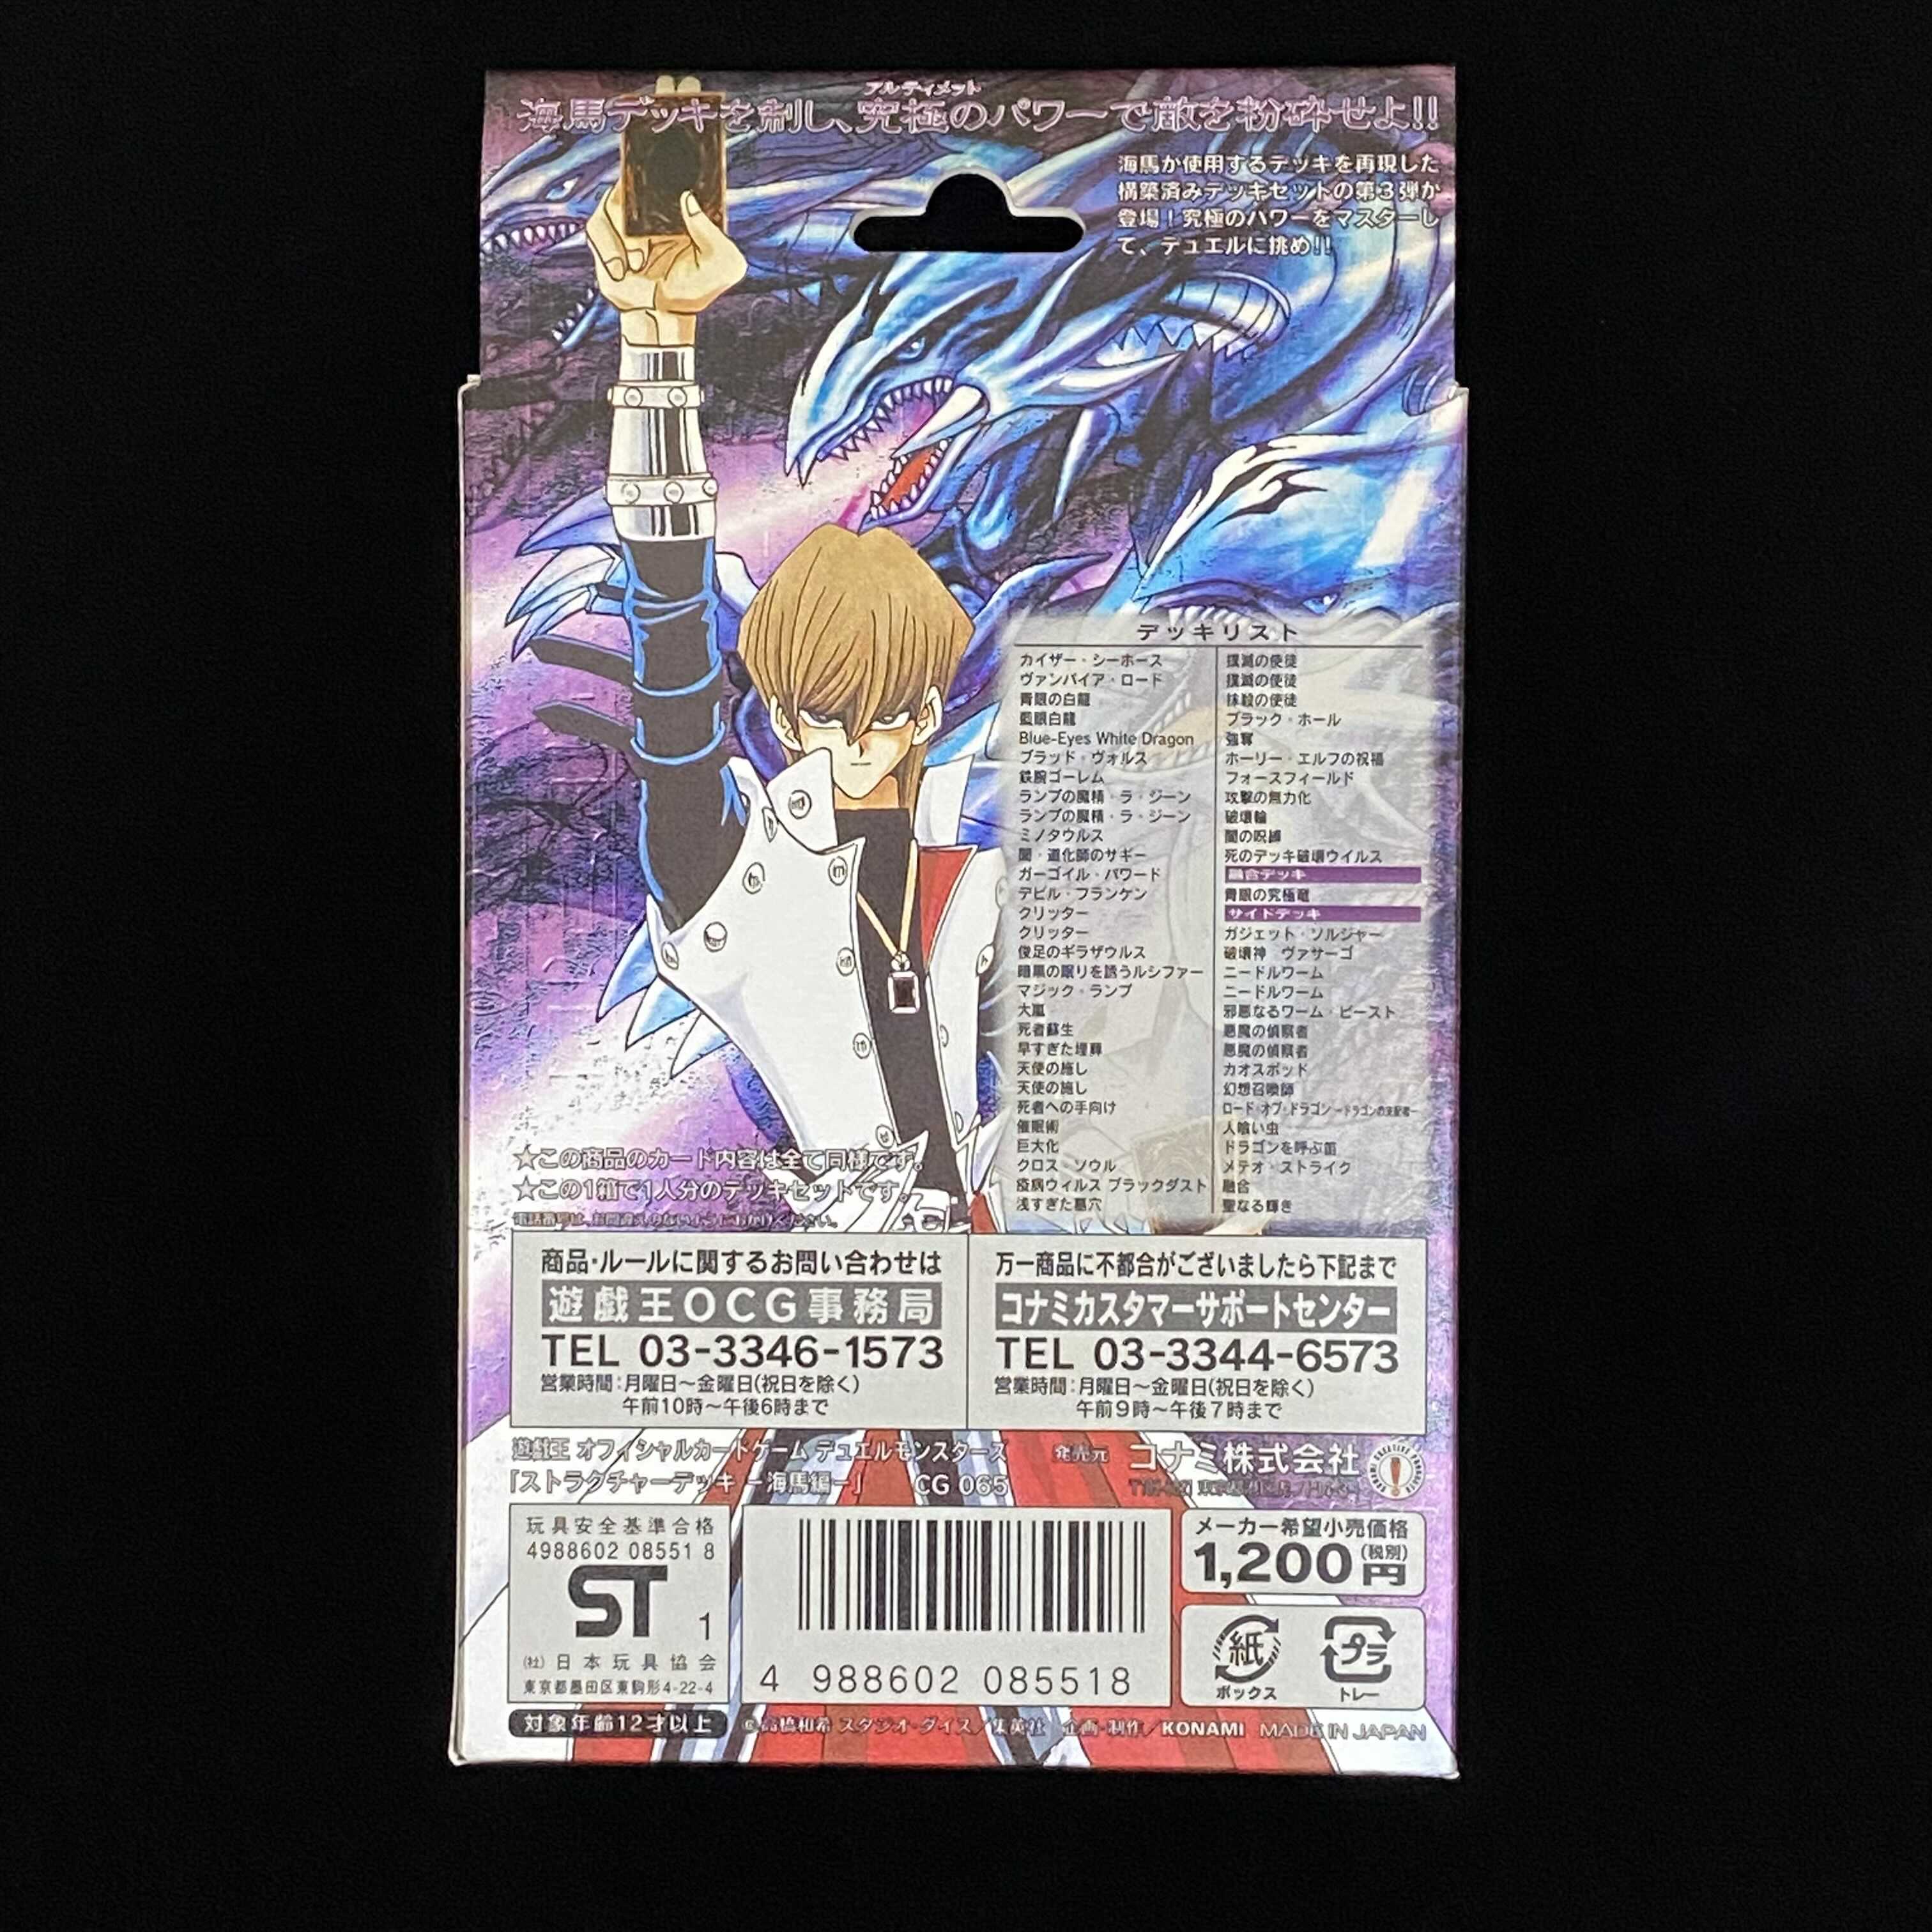 アルティメット
海馬デッキを制し、究極のパワーで敵を粉砕せよ!!
海馬が使用するデッキを再現した
構築済みデッキセットの第3弾が
登場!究極のパワーをマスターし
て、デュエルに挑め!!
デッキリスト
カイザー・シーホース
ヴァンパイア・ロード
青眼の白龍
藍眼白龍
Blue-Eyes White Dragon
ブラッド・ヴォルス
鉄腕ゴーレム
ランプの魔精・ラ・ジーン
ランプの魔精・ラ・ジーン
ミノタウルス
闇・道化師のサギー
ガーゴイル・パワード
デビル・フランケン
クリッター
クリッター
俊足のギラザウルス
暗黒の眠りを誘うルシファー
マジック・ランプ
大嵐
死者蘇生
早すぎた埋葬
天使の施し
天使の施し
死者への手向け
催眠術
巨大化
クロス・ソウル
疫病ウィルス ブラックダスト
浅すぎた墓穴
撲滅の使徒
撲滅の使徒
抹殺の使徒
ブラック・ホール
強奪
ホーリー・エルフの祝福
フォースフィールド
攻撃の無力化
破壊輪
闇の呪縛
死のデッキ破壊ウイルス
融合デッキ
青眼の究極竜
サイドデッキ
ガジェット・ソルジャー
破壊神 ヴァサーゴ
ニードルワーム
ニードルワーム
邪悪なるワーム・ビースト
悪魔の偵察者
悪魔の偵察者
カオスポッド
幻想召喚師
ロード・オブ・ドラゴン-ドラゴンの支配者-
人喰い虫
ドラゴンを呼ぶ笛
メテオ・ストライク
融合
聖なる輝き
★この商品のカード内容は全て同様です。
★この1箱で1人分のデッキセットです。
電話番号は、お間違えのないようにおかけください。
商品・ルールに関するお問い合わせは
遊戯王OCG事務局
TEL 03-3346-1573
営業時間:月曜日〜金曜日(祝日を除く)
午前10時〜午後6時まで
万一商品に不都合がございましたら下記まで
コナミカスタマーサポートセンター
TEL 03-3344-6573
営業時間:月曜日〜金曜日(祝日を除く)
午前9時〜午後7時まで
遊戯王 オフィシャルカードゲーム デュエルモンスターズ
「ストラクチャーデッキ -海馬編-」 CG 065
発売元 コナミ株式会社
玩具安全基準合格
4988602 08551 8
ST 1
(社)日本玩具協会
東京都墨田区東駒形4-22-4
対象年齢12才以上
4 988602 085518
メーカー希望小売価格
1,200円(税別)
紙
ボックス
プラ
トレー
©高橋和希 スタジオ・ダイス/集英社 企画・制作/KONAMI MADE IN JAPAN